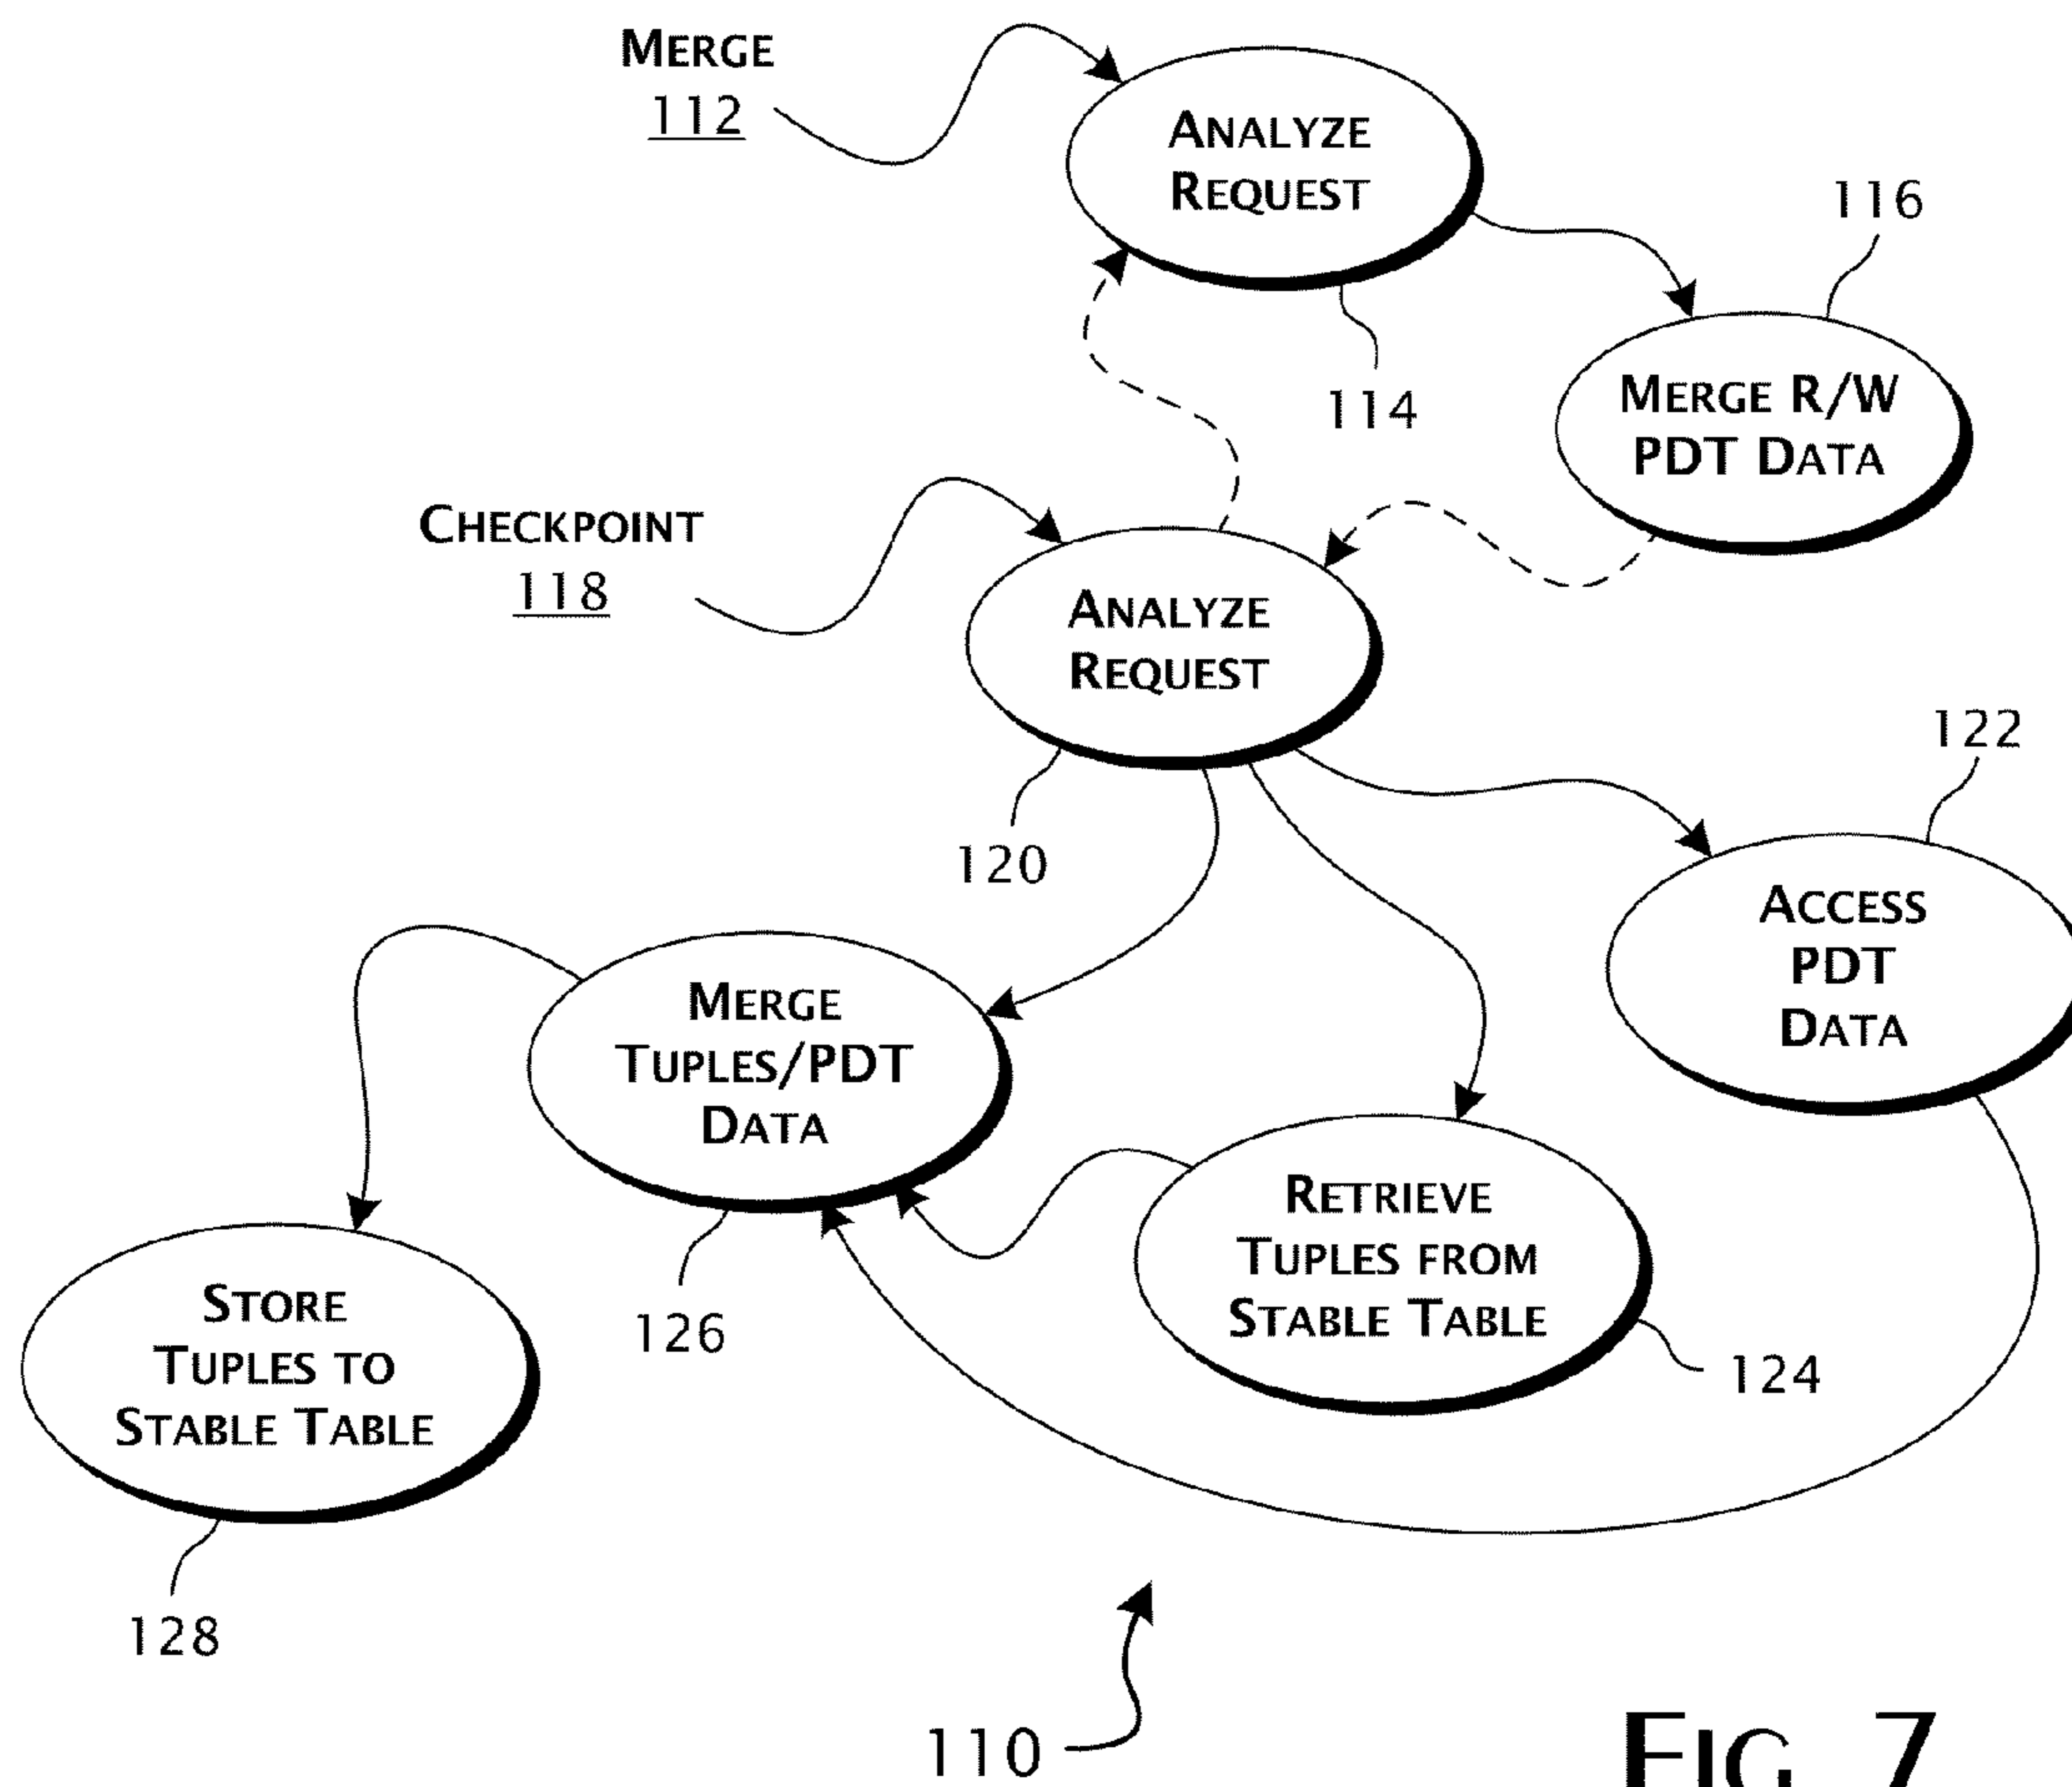 MERGE
112
ANALYZE
REQUEST
116
114
MERGE R/W
PDT DATA
CHECKPOINT
118
ANALYZE
REQUEST
122
120
ACCESS
PDT
DATA
MERGE
TUPLES/PDT
DATA
126
RETRIEVE
TUPLES FROM
STABLE TABLE
124
STORE
TUPLES TO
STABLE TABLE
128
110
FIG. 7